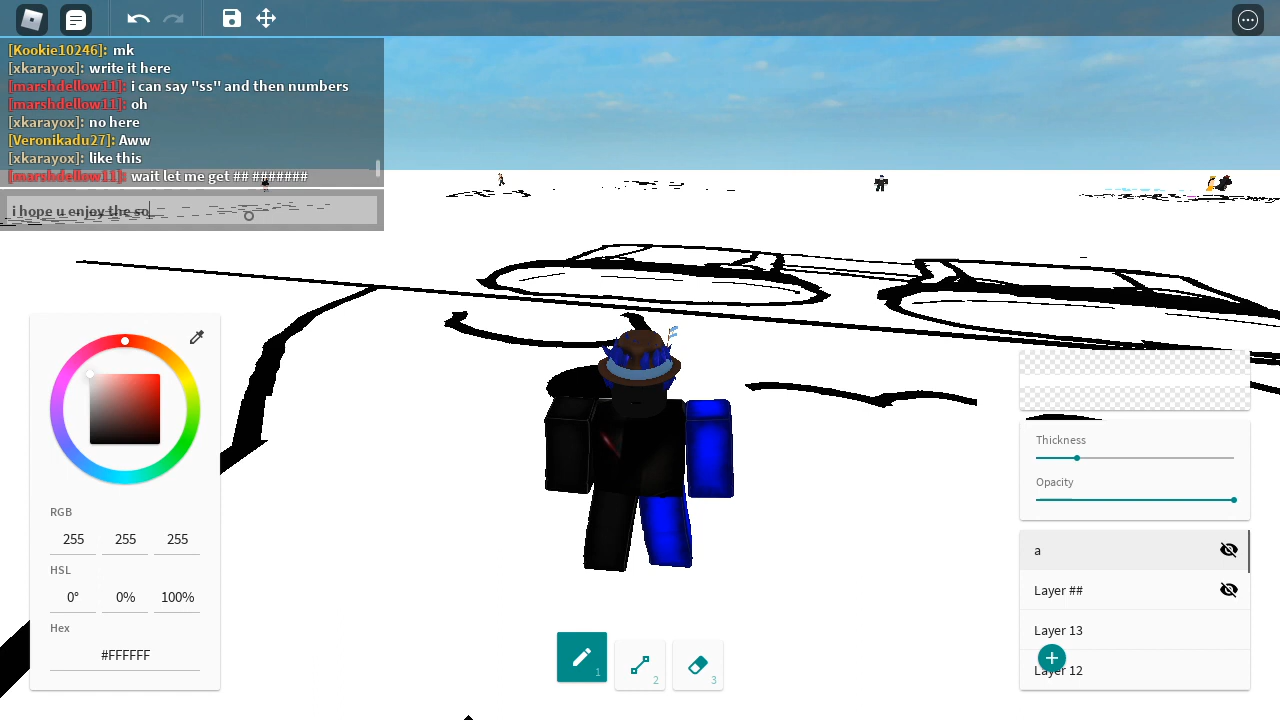 [Kookie10246]: mk
[xkarayox]: write it here
[marshdellow11]: i can say "ss" and then numbers
[marshdellow11]: oh
[xkarayox]: no here
[Veronikadu27]: Aww
[xkarayox]: like this
[marshdellow11]: wait let me get ## #######
i hope u enjoy the so
RGB
255 255 255
HSL
0° 0% 100%
Hex
#FFFFFF
1
2
3
Thickness
Opacity
a
Layer ##
Layer 13
Layer 12